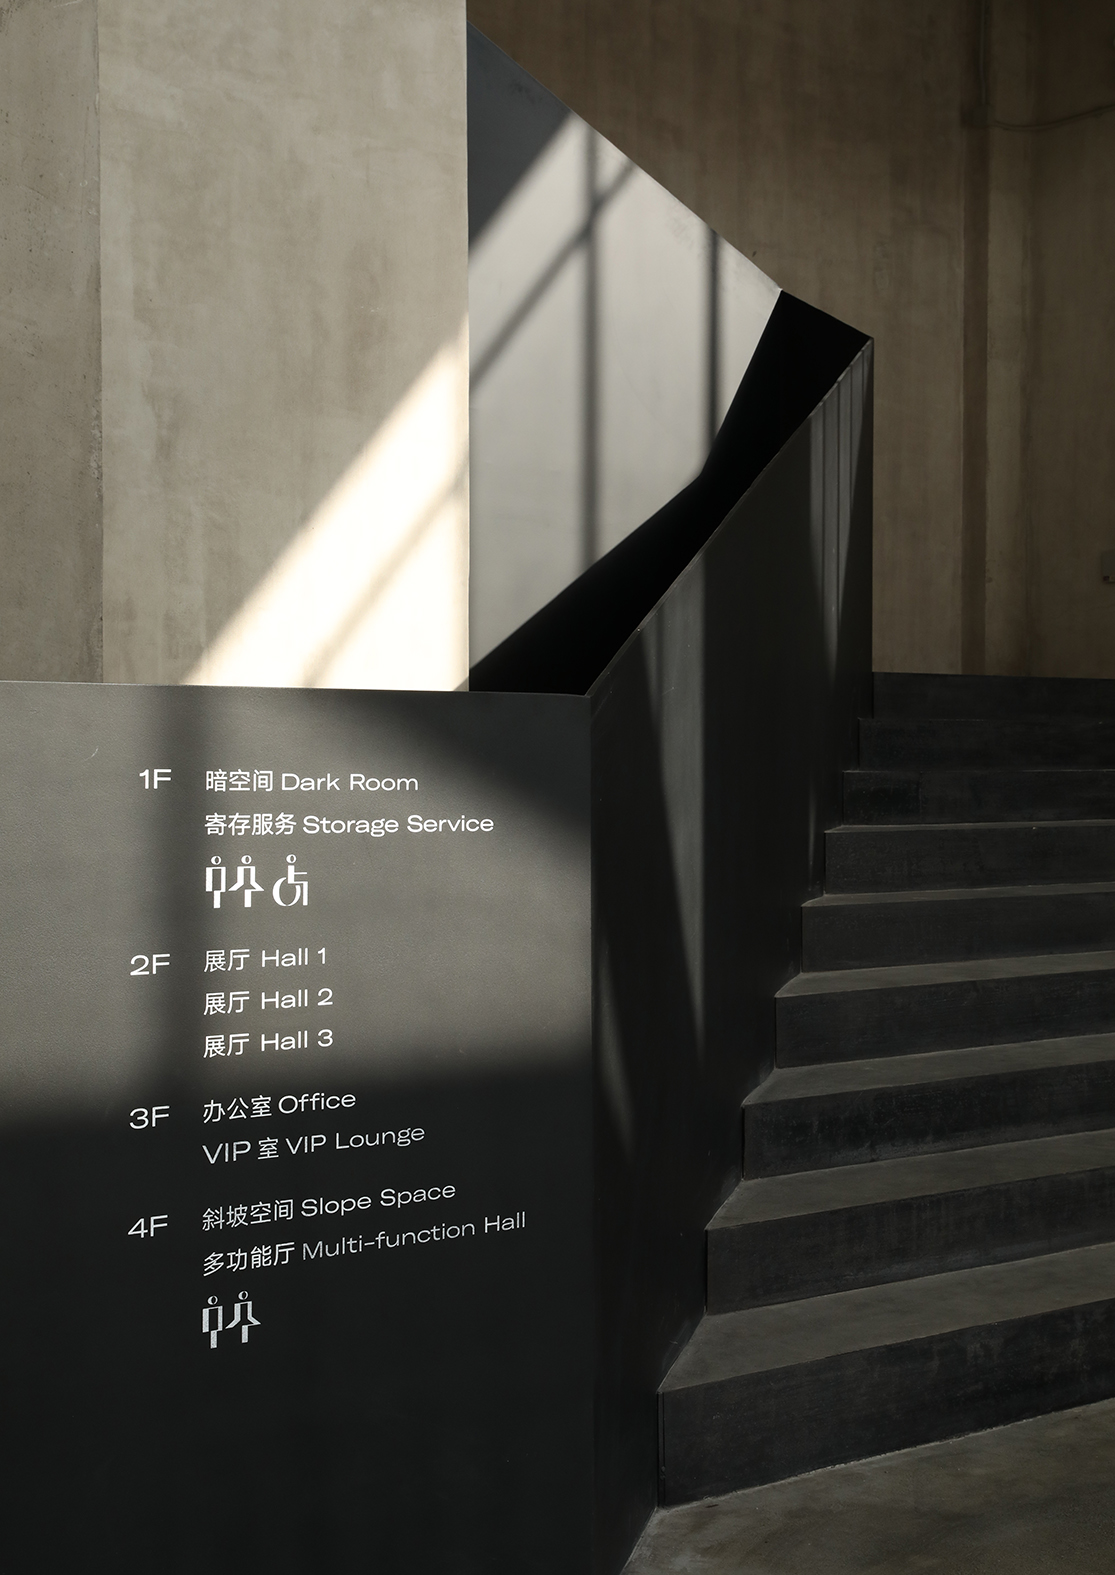 1F 暗空间 Dark Room
寄存服务 Storage Service
2F 展厅 Hall 1
展厅 Hall 2
展厅 Hall 3
3F 办公室 Office
VIP 室 VIP Lounge
4F 斜坡空间 Slope Space
多功能厅 Multi-function Hall